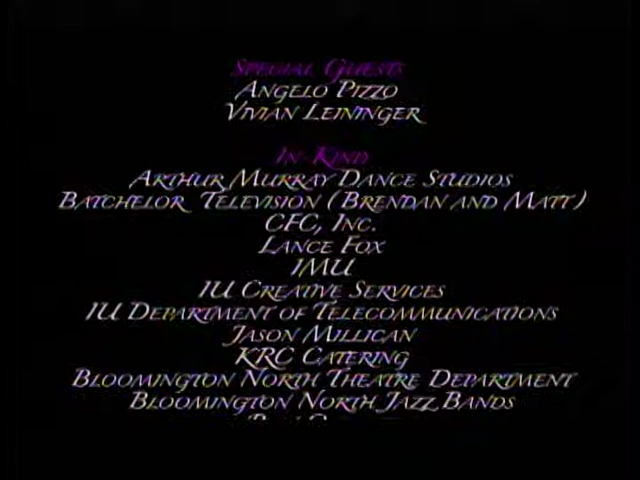 Special Guests
Angelo Pizzo
Vivian Leininger
In-Kind
Arthur Murray Dance Studios
Batchelor Television (Brendan and Matt)
CFC, Inc.
Lance Fox
IMU
IU Creative Services
IU Department of Telecommunications
Jason Millican
KRC Catering
Bloomington North Theatre Department
Bloomington North Jazz Bands